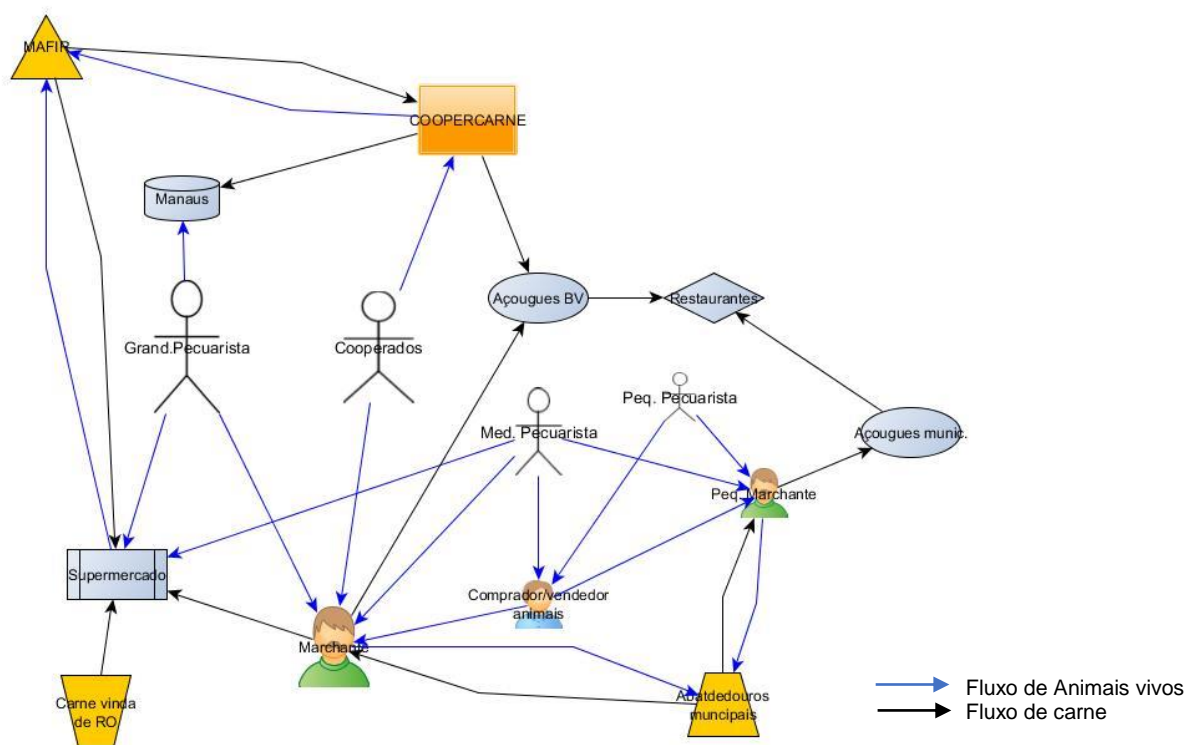 MAFIR
COOPERCARNE
Manaus
Açougues BV
Restaurantes
Grand.Pecuarista
Cooperados
Peq. Pecuarista
Med. Pecuarista
Açougues munic.
Peq. Marchante
Supermercado
Comprador/vendedor
animais
Marchante
Carne vinda
de RO
Abatdedouros
muncipais
Fluxo de Animais vivos
Fluxo de carne